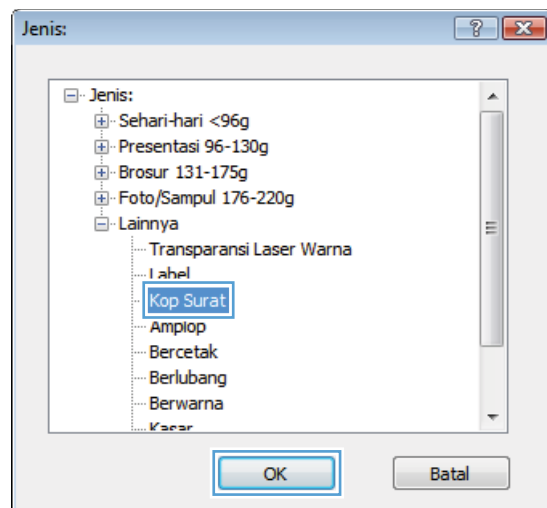 Jenis:
Jenis:
Sehari-hari <96g
Presentasi 96-130g
Brosur 131-175g
Foto/Sampul 176-220g
Lainnya
Transparansi Laser Warna
Label
Kop Surat
Amplop
Bercetak
Berlubang
Berwarna
Kasar
OK Batal